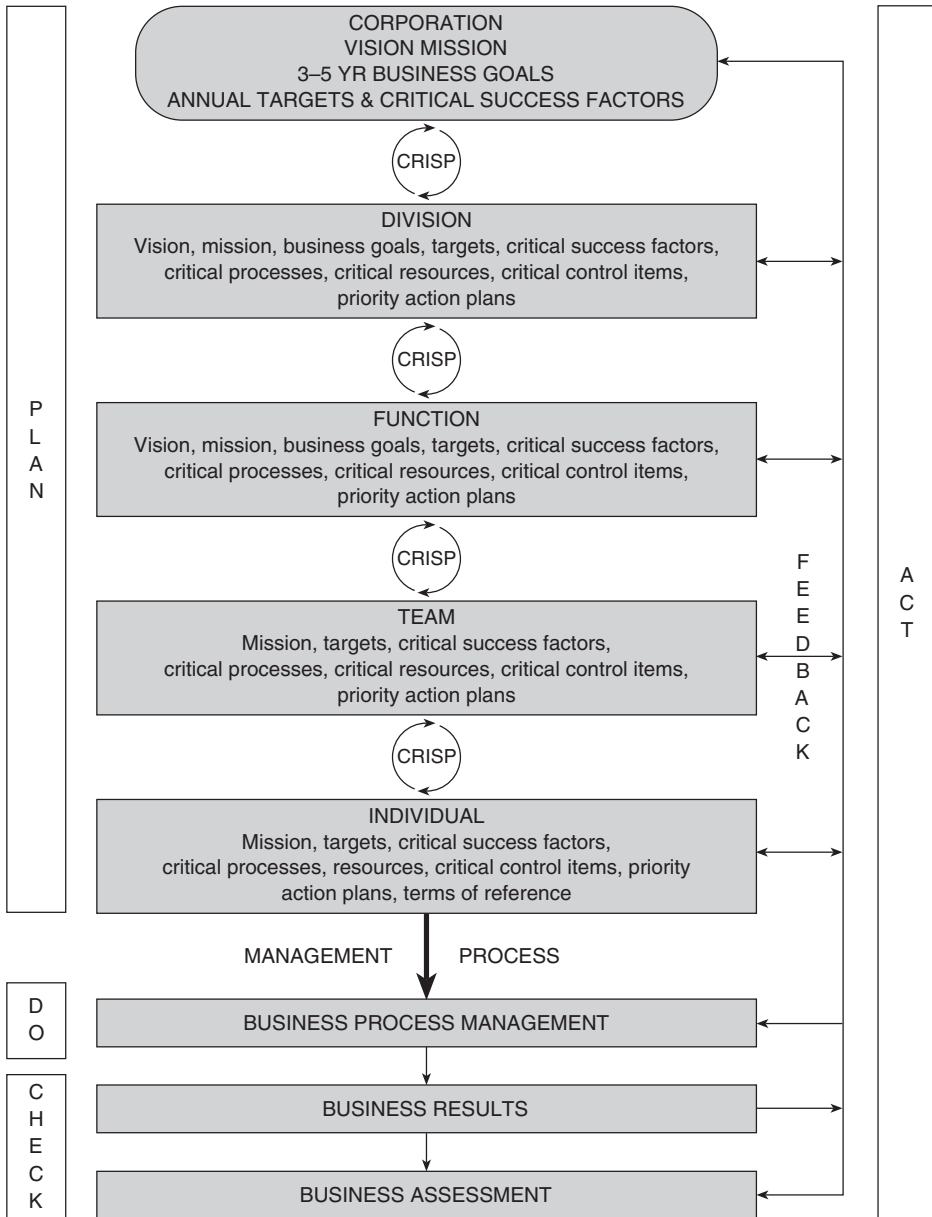 CORPORATION
VISION MISSION
3–5 YR BUSINESS GOALS
ANNUAL TARGETS & CRITICAL SUCCESS FACTORS
CRISP
DIVISION
Vision, mission, business goals, targets, critical success factors,
critical processes, critical resources, critical control items,
priority action plans
CRISP
FUNCTION
Vision, mission, business goals, targets, critical success factors,
critical processes, critical resources, critical control items,
priority action plans
CRISP
TEAM
Mission, targets, critical success factors,
critical processes, critical resources, critical control items,
priority action plans
CRISP
INDIVIDUAL
Mission, targets, critical success factors,
critical processes, resources, critical control items, priority
action plans, terms of reference
MANAGEMENT PROCESS
BUSINESS PROCESS MANAGEMENT
BUSINESS RESULTS
BUSINESS ASSESSMENT
PLAN
DO
CHECK
FEEDBACK
ACT